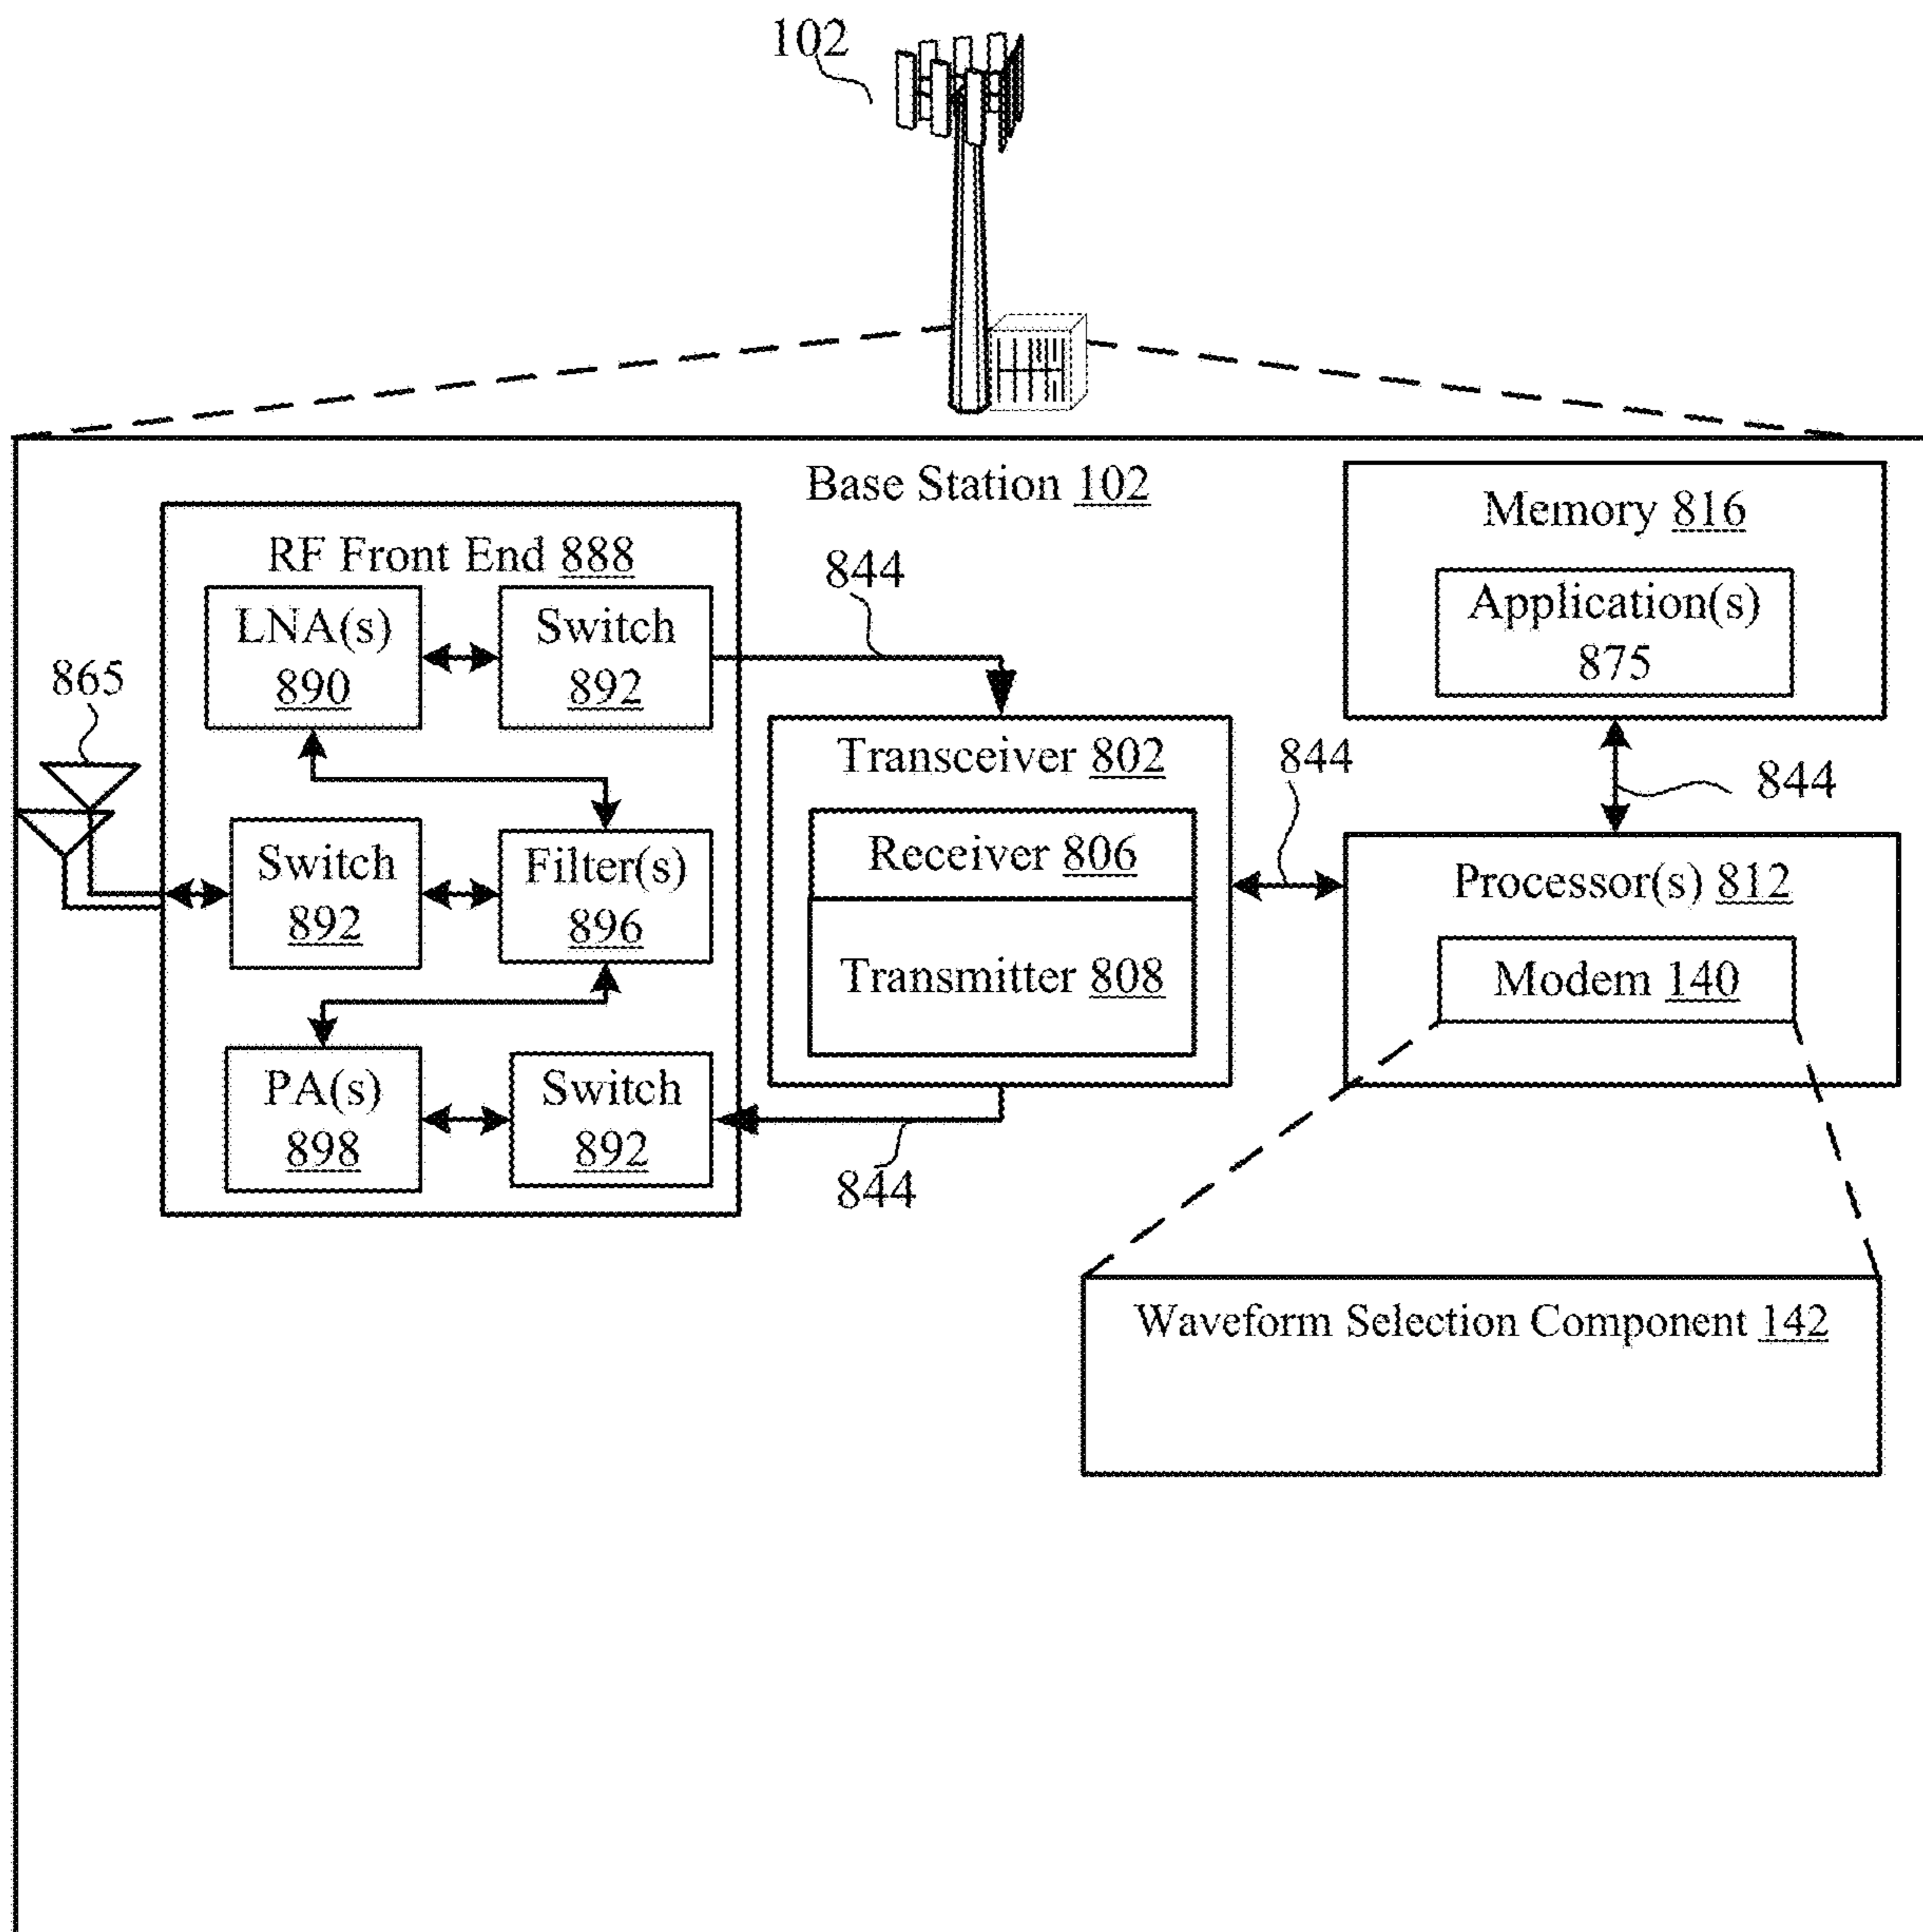 102
Base Station 102
RF Front End 888
LNA(s)
890
Switch
892
844
865
Switch
892
Filter(s)
896
PA(s)
898
Switch
892
844
Transceiver 802
Receiver 806
Transmitter 808
844
Memory 816
Application(s)
875
844
Processor(s) 812
Modem 140
Waveform Selection Component 142